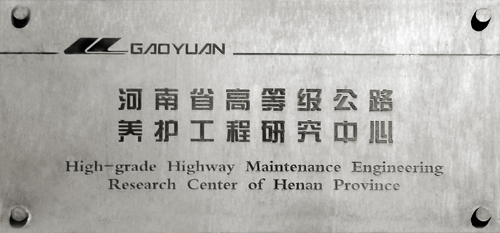 GAOYUAN
河南省高等级公路
养护工程研究中心
High-grade Highway Maintenance Engineering
Research Center of Henan Province